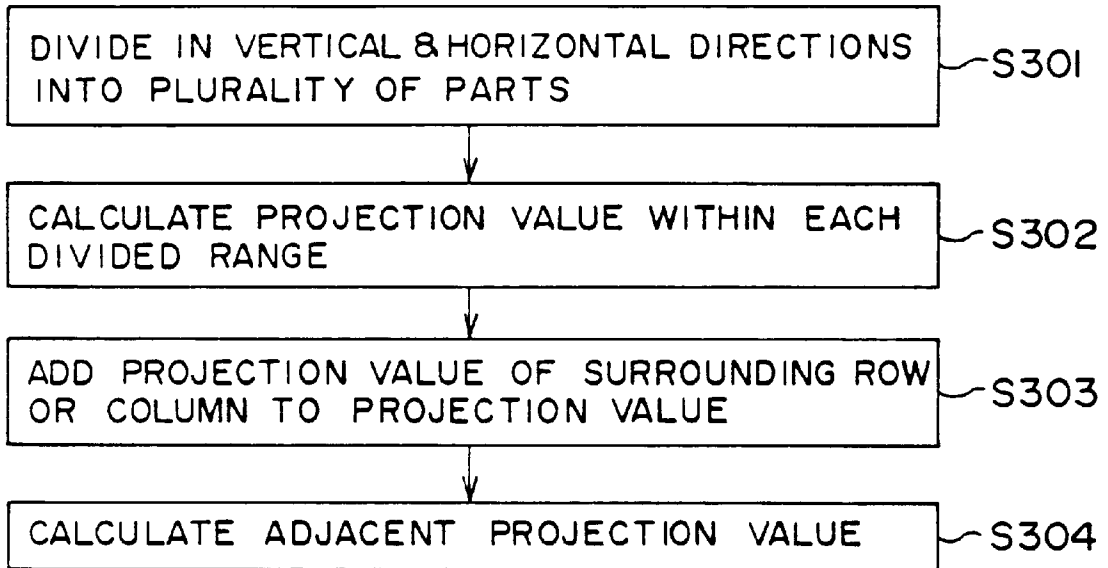 DIVIDE IN VERTICAL & HORIZONTAL DIRECTIONS
INTO PLURALITY OF PARTS
S301
CALCULATE PROJECTION VALUE WITHIN EACH
DIVIDED RANGE
S302
ADD PROJECTION VALUE OF SURROUNDING ROW
OR COLUMN TO PROJECTION VALUE
S303
CALCULATE ADJACENT PROJECTION VALUE
S304